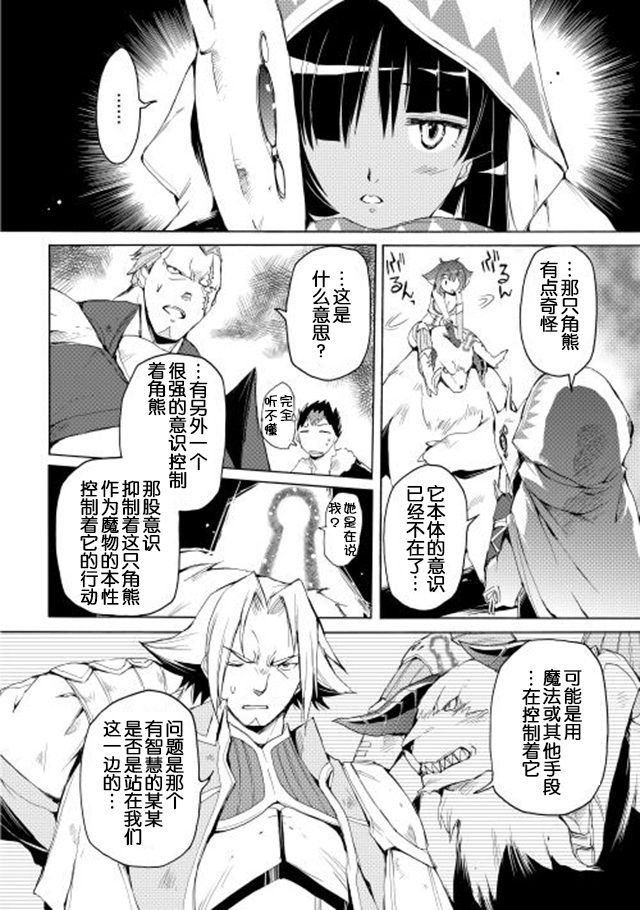 ……
…那只角熊
有点奇怪
ぶるん
ぶるん、
它本体的意识
已经不在了…
…这是
什么意思？
完全
听不懂
…有另外一个
很强的意识控制
着角熊
她是在说
我？
那股意识
抑制着这只角熊
作为魔物的本性
控制着它的行动
可能是用
魔法或其他手段
…在控制着它
问题是那个
有智慧的某某
是否是站在我们
这一边的…